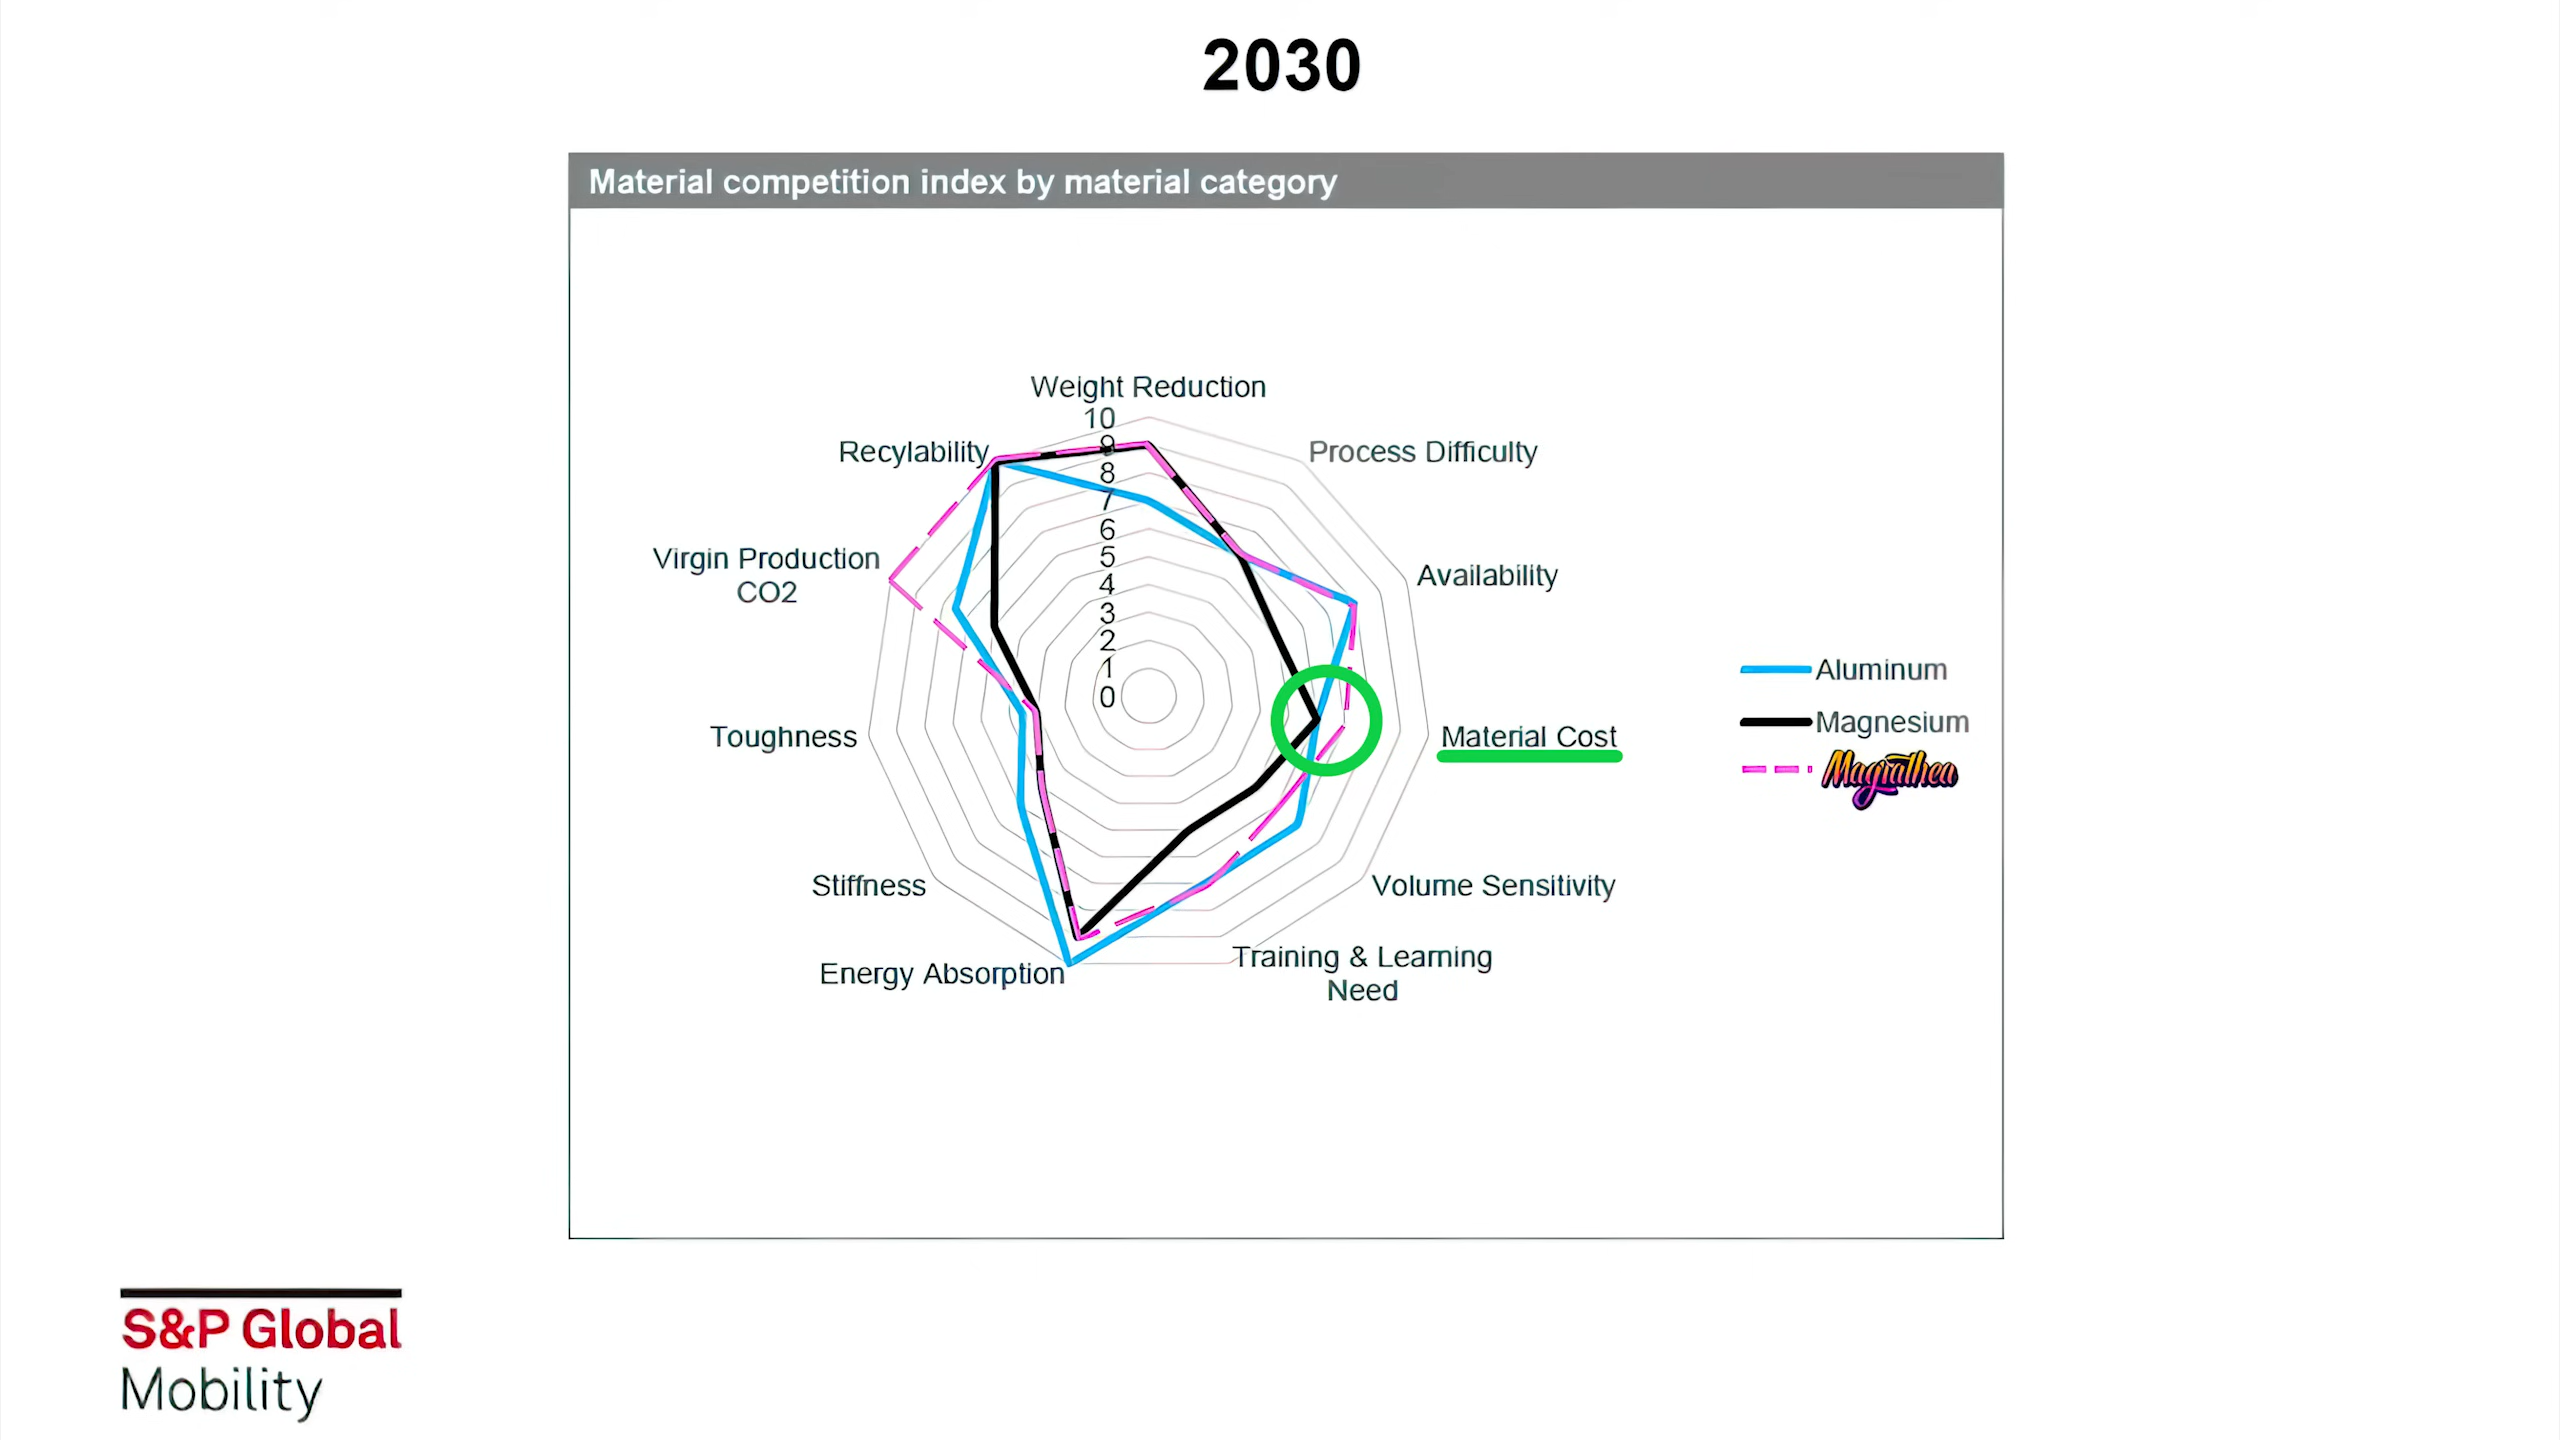 2030
Material competition index by material category
Weight Reduction
10
9
8
7
6
5
4
3
2
1
0
Process Difficulty
Availability
Material Cost
Volume Sensitivity
Training & Learning
Need
Energy Absorption
Stiffness
Toughness
Virgin Production
CO2
Recylability
Aluminum
Magnesium
Magrathea
S&P Global
Mobility